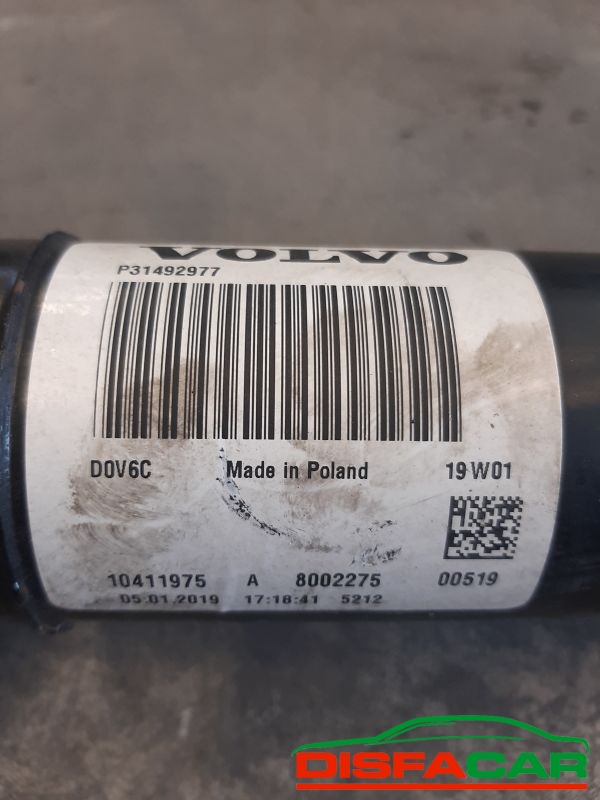 VOLVO
P31492977
D0V6C Made in Poland 19 W01
10411975 A 8002275 00519
05.01.2019 17:18:41 5212
DISFACAR